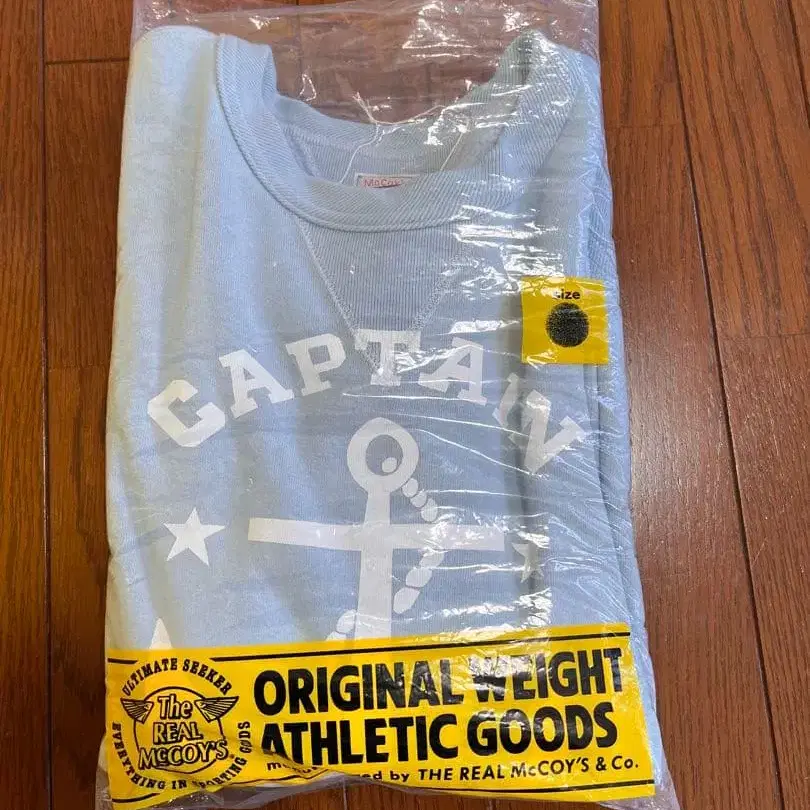 McCoy
size
CAPTAIN
ULTIMATE SEEKER
The
REAL
McCOY'S
EVERYTHING IN SPORTING GODS
ORIGINAL WEIGHT
ATHLETIC GOODS
by THE REAL McCOY'S & Co.